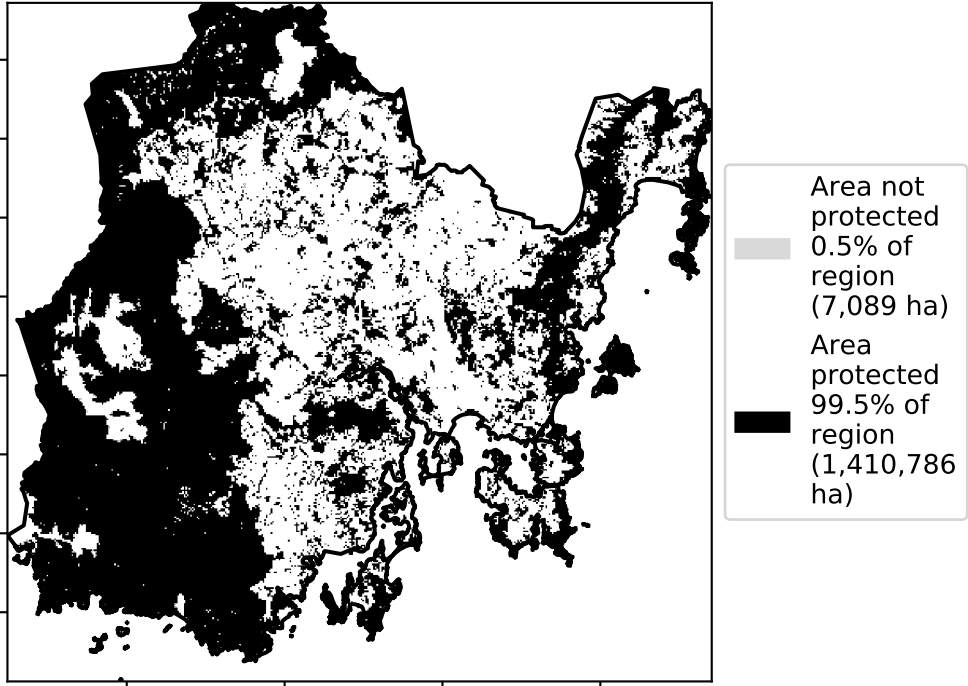 Area not
protected
0.5% of
region
(7,089 ha)
Area
protected
99.5% of
region
(1,410,786
ha)